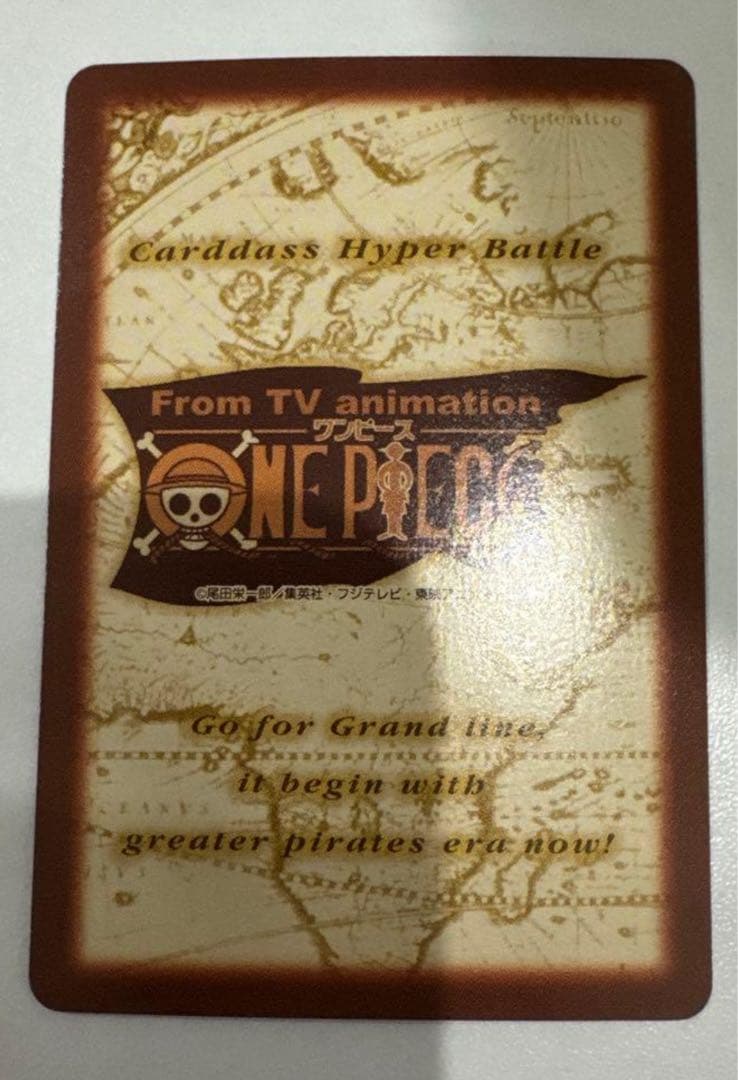 Septentrio
Carddass Hyper Battle
From TV animation
ワンピース
ONE PIECE
©尾田栄一郎／集英社・フジテレビ・東映アニ
Go for Grand line,
it begin with
greater pirates era now!